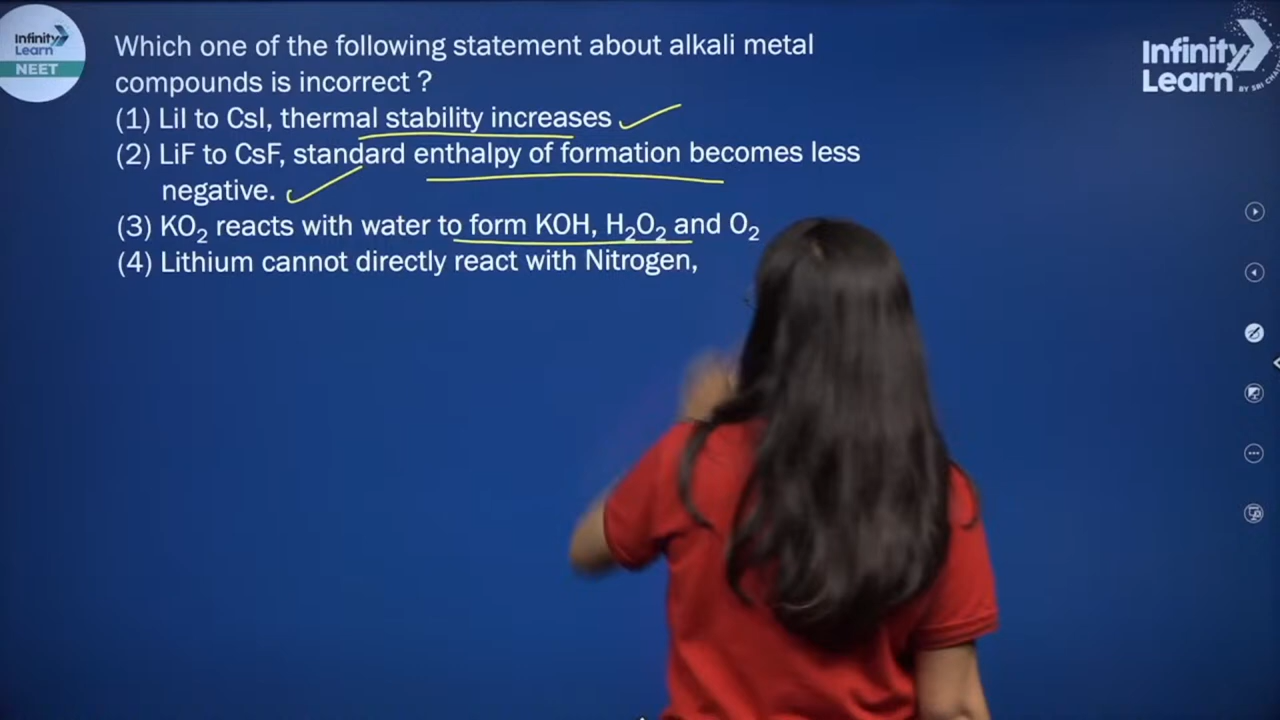 Infinity
Learn
NEET
Which one of the following statement about alkali metal
compounds is incorrect ?
(1) LiI to CsI, thermal stability increases
(2) LiF to CsF, standard enthalpy of formation becomes less
negative.
(3) KO₂ reacts with water to form KOH, H₂O₂ and O₂
(4) Lithium cannot directly react with Nitrogen,
Infinity
Learn
BY SRI